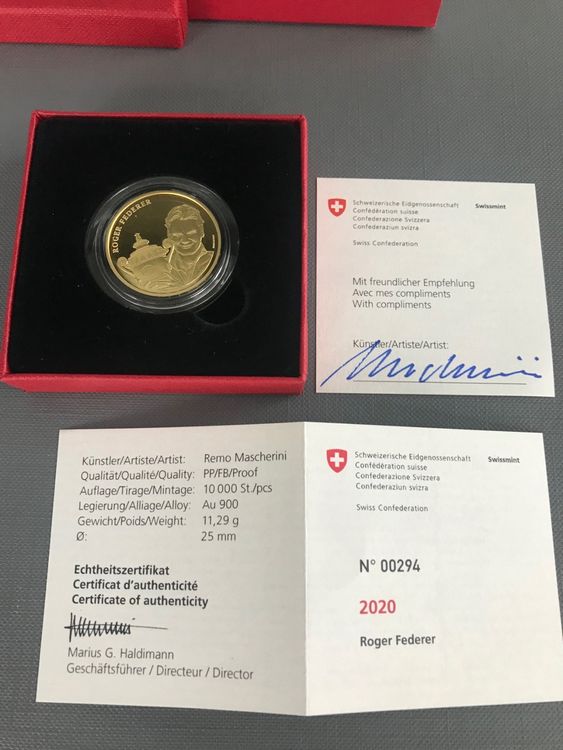 ROGER FEDERER
Schweizerische Eidgenossenschaft
Confédération suisse
Confederazione Svizzera
Confederaziun svizra
Swissmint
Swiss Confederation
Mit freundlicher Empfehlung
Avec mes compliments
With compliments
Künstler/Artiste/Artist:
Künstler/Artiste/Artist: Remo Mascherini
Qualität/Qualité/Quality: PP/FB/Proof
Auflage/Tirage/Mintage: 10 000 St./pcs
Legierung/Alliage/Alloy: Au 900
Gewicht/Poids/Weight: 11,29 g
Ø: 25 mm
Echtheitszertifikat
Certificat d'authenticité
Certificate of authenticity
Marius G. Haldimann
Geschäftsführer / Directeur / Director
Schweizerische Eidgenossenschaft
Confédération suisse
Confederazione Svizzera
Confederaziun svizra
Swissmint
Swiss Confederation
N° 00294
2020
Roger Federer